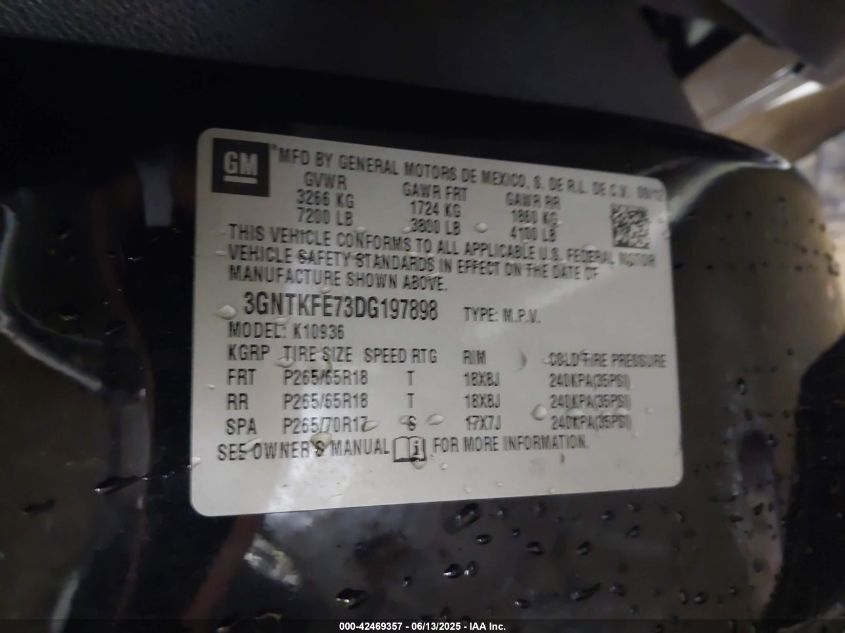 GM
®MFD BY GENERAL MOTORS DE MEXICO, S. DE R.L. DE C.V. 09/12
GVWR GAWR FRT GAWR RR
3266 KG 1724 KG 1860 KG
7200 LB 3800 LB 4100 LB
THIS VEHICLE CONFORMS TO ALL APPLICABLE U.S. FEDERAL MOTOR
VEHICLE SAFETY STANDARDS IN EFFECT ON THE DATE OF
MANUFACTURE SHOWN ABOVE.
3GNTKFE73DG197898 TYPE: M.P.V.
MODEL: K10936
KGRP TIRE SIZE SPEED RTG RIM COLD TIRE PRESSURE
FRT P265/65R18 T 18X8J 240KPA(35PSI)
RR P265/65R18 T 18X8J 240KPA(35PSI)
SPA P265/70R17 S 17X7J 240KPA(35PSI)
SEE OWNER'S MANUAL FOR MORE INFORMATION.
000-42469357 - 06/13/2025 - IAA Inc.